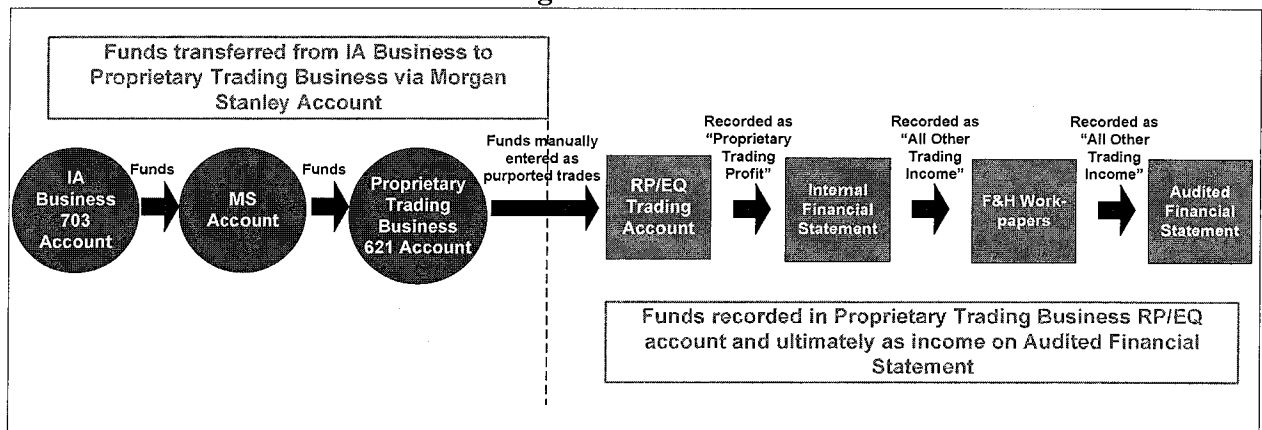 Funds transferred from IA Business to
Proprietary Trading Business via Morgan
Stanley Account
IA
Business
703
Account
Funds
MS
Account
Funds
Proprietary
Trading
Business
621 Account
Funds manually
entered as
purported trades
RP/EQ
Trading
Account
Recorded as
"Proprietary
Trading
Profit"
Internal
Financial
Statement
Recorded as
"All Other
Trading
Income"
F&H Work-
papers
Recorded as
"All Other
Trading
Income"
Audited
Financial
Statement
Funds recorded in Proprietary Trading Business RP/EQ
account and ultimately as income on Audited Financial
Statement